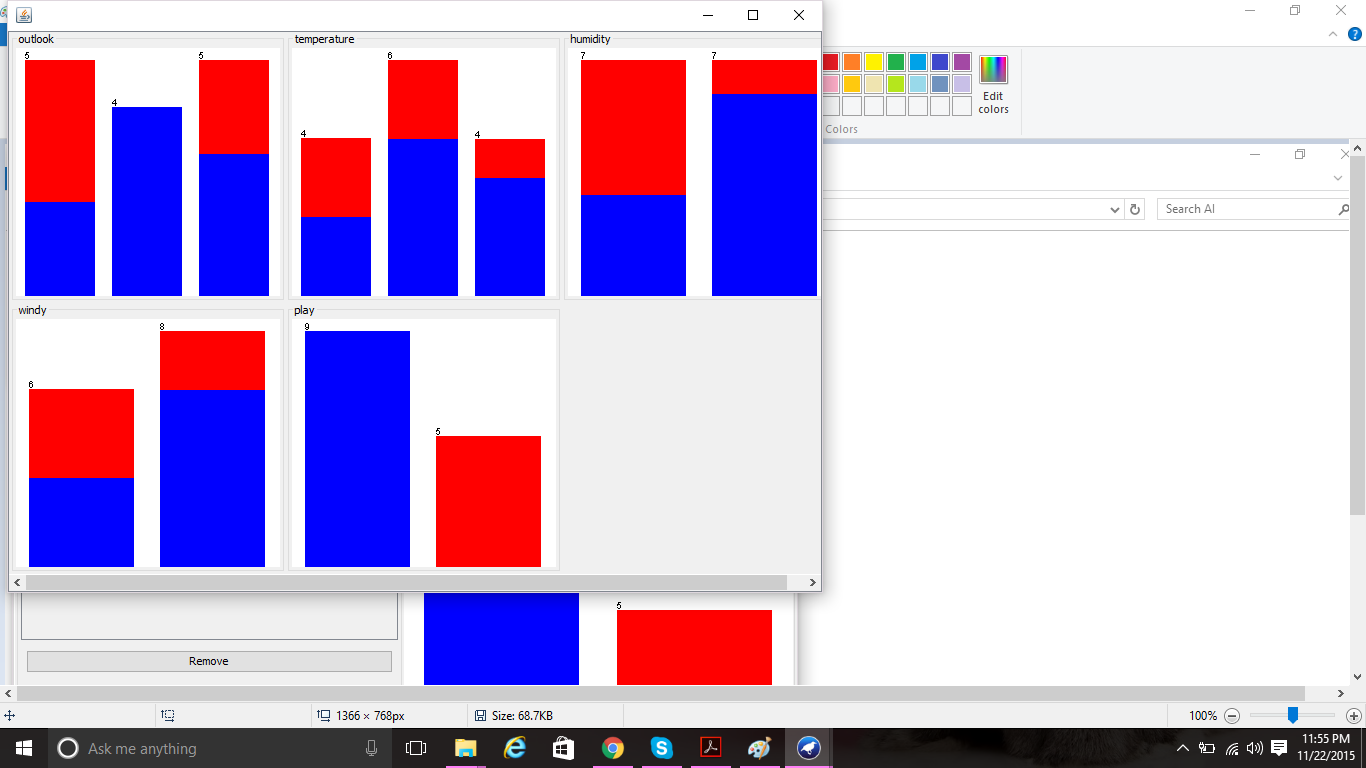 outlook
5
4
5
temperature
4
6
4
humidity
7
7
windy
6
8
play
9
5
Edit
colors
Colors
Search AI
5
Remove
1366 × 768px
Size: 68.7KB
100%
Ask me anything
11:55 PM
11/22/2015